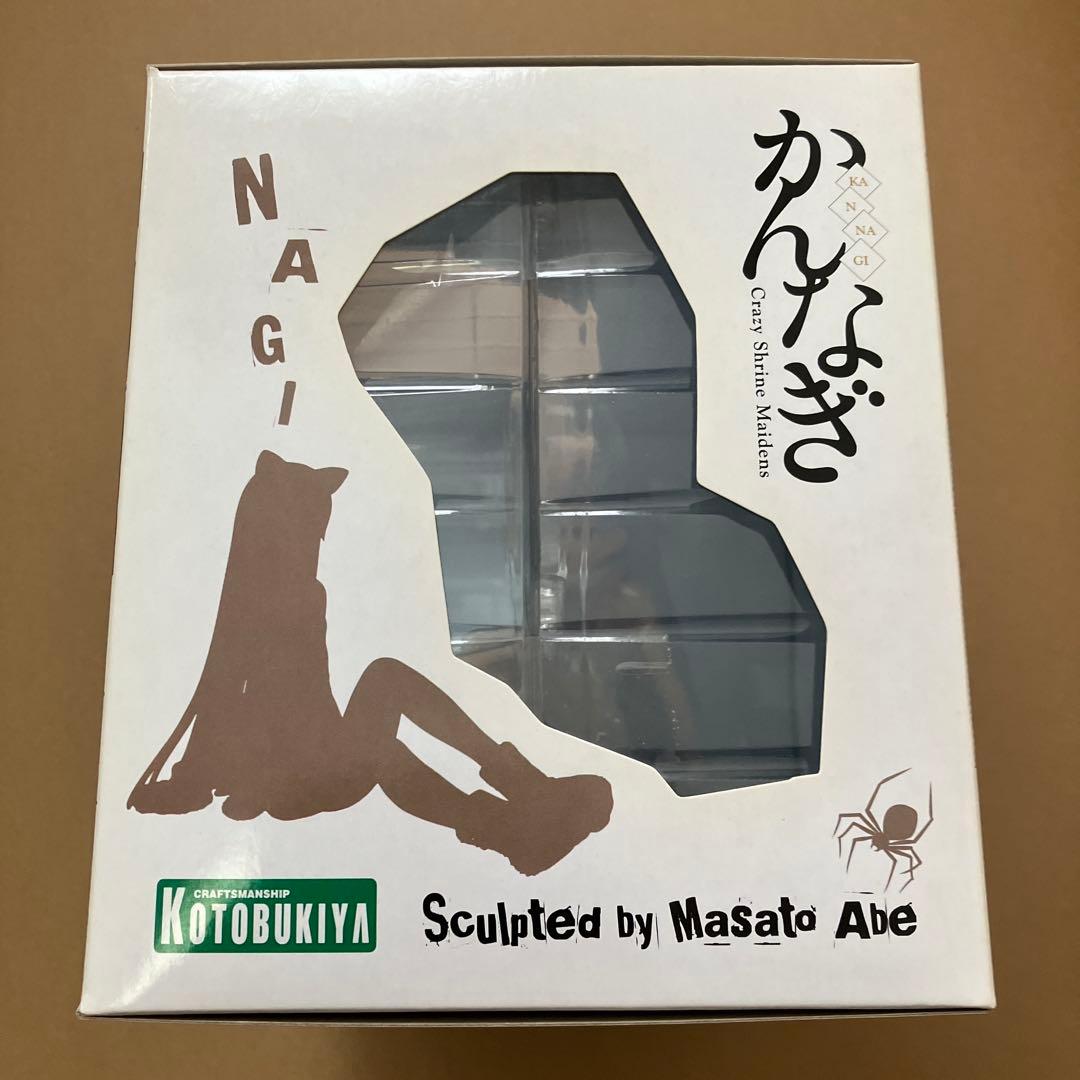 NAGI
かんなぎ
KA
N
NA
GI
Crazy Shrine Maidens
CRAFTSMANSHIP
KOTOBUKIYA
Sculpted by Masato Abe